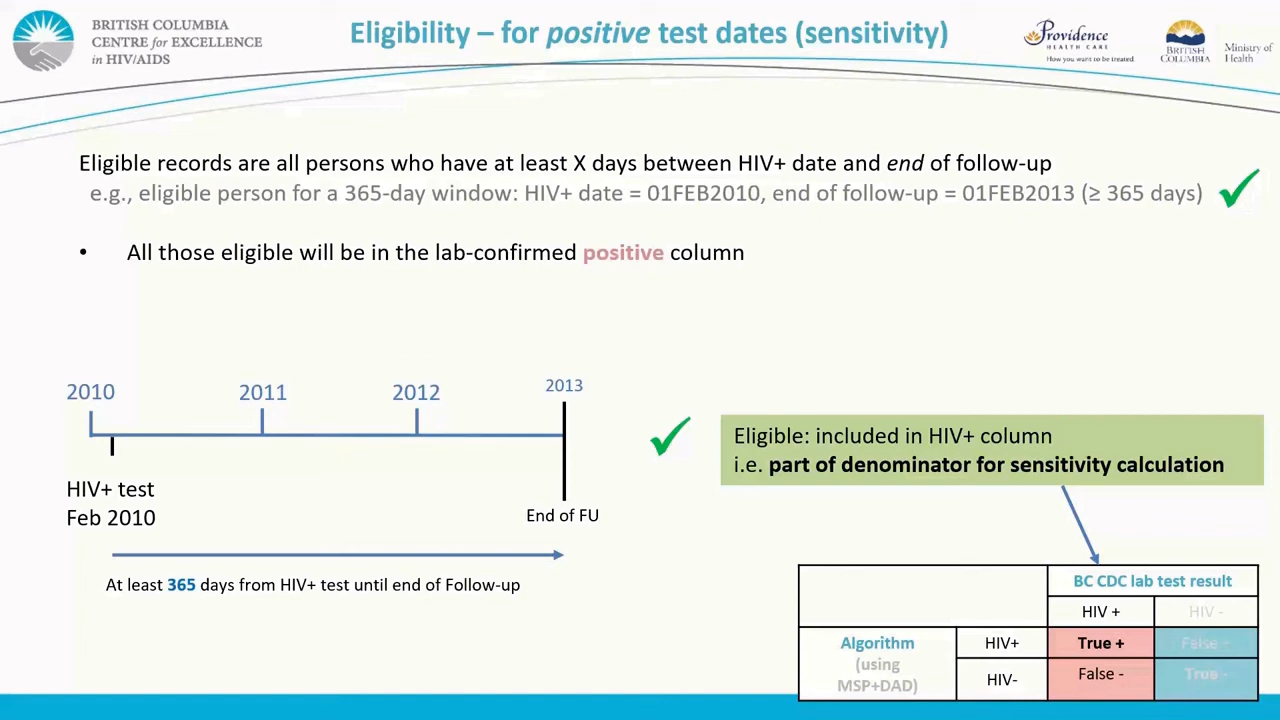 BRITISH COLUMBIA
CENTRE for EXCELLENCE
in HIV/AIDS
Eligibility – for positive test dates (sensitivity)
Providence
HEALTH CARE
How you want to be treated.
BRITISH
COLUMBIA
Ministry of
Health
Eligible records are all persons who have at least X days between HIV+ date and end of follow-up
e.g., eligible person for a 365-day window: HIV+ date = 01FEB2010, end of follow-up = 01FEB2013 (≥ 365 days)
• All those eligible will be in the lab-confirmed positive column
2010 2011 2012 2013
HIV+ test
Feb 2010
End of FU
At least 365 days from HIV+ test until end of Follow-up
Eligible: included in HIV+ column
i.e. part of denominator for sensitivity calculation
BC CDC lab test result
HIV + HIV -
Algorithm
(using
MSP+DAD)
HIV+ True + False
HIV- False - True -